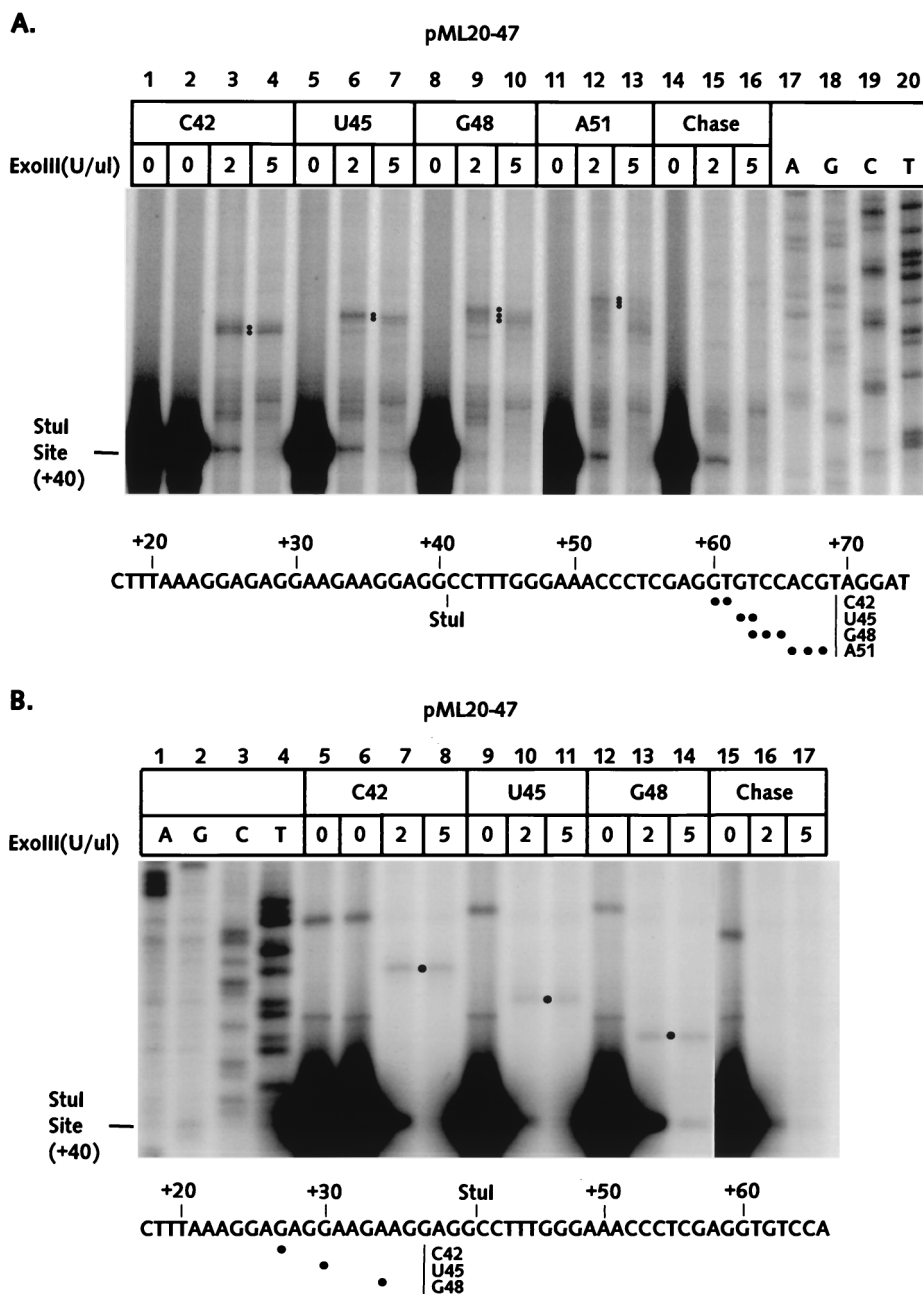 A.
pML20-47
1 2 3 4 5 6 7 8 9 10 11 12 13 14 15 16 17 18 19 20
C42 U45 G48 A51 Chase
ExoIII(U/ul) 0 0 2 5 0 2 5 0 2 5 0 2 5 0 2 5 A G C T
StuI
Site
(+40)
+20 +30 +40 +50 +60 +70
CTTTAAAGGAGAGGAAGAAGGAGGCCTTTGGGAAACCCTCGAGGTGTCCACGTAGGAT
StuI
C42
U45
G48
A51
B.
pML20-47
1 2 3 4 5 6 7 8 9 10 11 12 13 14 15 16 17
C42 U45 G48 Chase
ExoIII(U/ul) A G C T 0 0 2 5 0 2 5 0 2 5 0 2 5
StuI
Site
(+40)
+20 +30 StuI +50 +60
CTTTAAAGGAGAGGAAGAAGGAGGCCTTTGGGAAACCCTCGAGGTGTCCA
C42
U45
G48